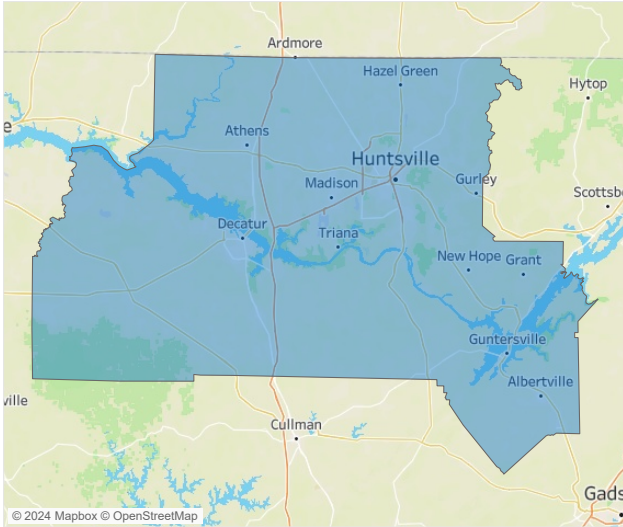 Ardmore
Hazel Green
Hytop
e
Athens
Huntsville
Madison
Gurley
Scottsb
Decatur
Triana
New Hope
Grant
Guntersville
Albertville
ville
Cullman
Gads
© 2024 Mapbox © OpenStreetMap